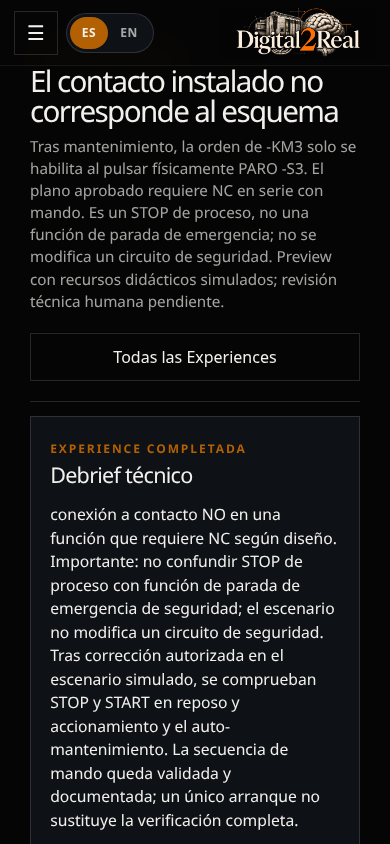 ☰
ES EN
Digital2Real
El contacto instalado no
corresponde al esquema
Tras mantenimiento, la orden de -KM3 solo se
habilita al pulsar físicamente PARO -S3. El
plano aprobado requiere NC en serie con
mando. Es un STOP de proceso, no una
función de parada de emergencia; no se
modifica un circuito de seguridad. Preview
con recursos didácticos simulados; revisión
técnica humana pendiente.
Todas las Experiences
EXPERIENCE COMPLETADA
Debrief técnico
conexión a contacto NO en una
función que requiere NC según diseño.
Importante: no confundir STOP de
proceso con función de parada de
emergencia de seguridad; el escenario
no modifica un circuito de seguridad.
Tras corrección autorizada en el
escenario simulado, se comprueban
STOP y START en reposo y
accionamiento y el auto-
mantenimiento. La secuencia de
mando queda validada y
documentada; un único arranque no
sustituye la verificación completa.